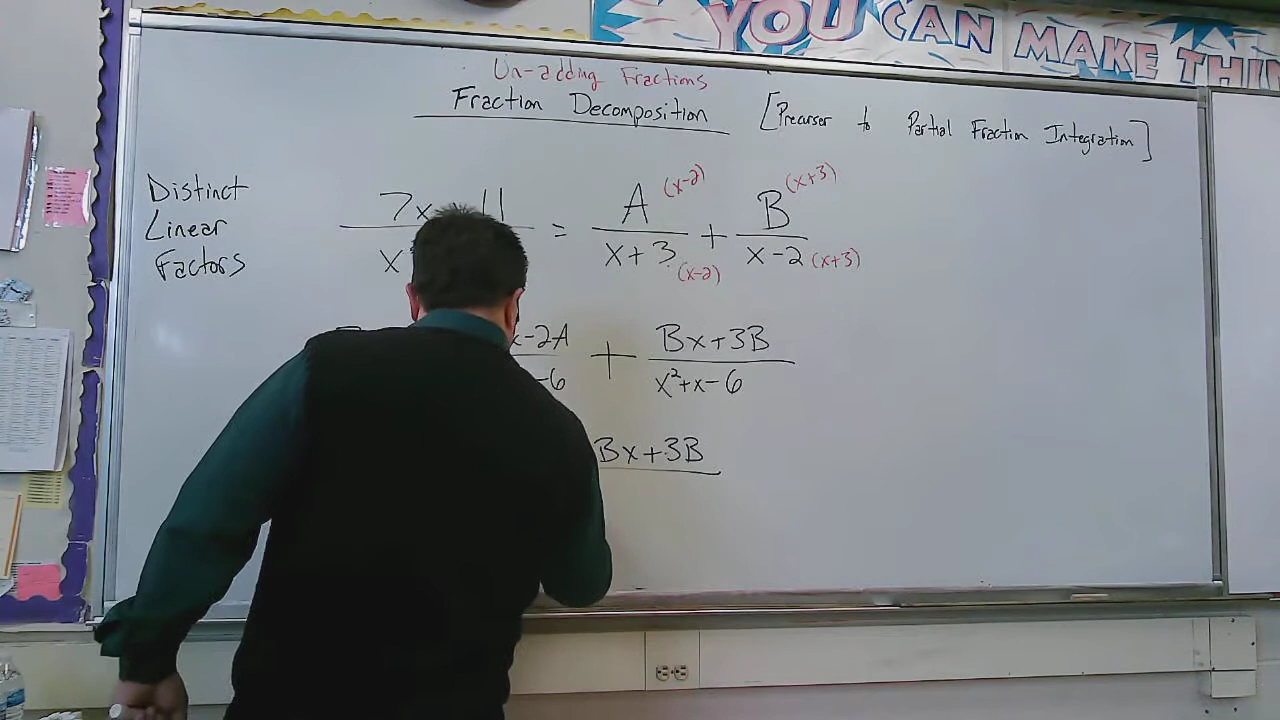 YOU CAN MAKE THIN
Un-adding Fractions
Fraction Decomposition [Precursor to Partial Fraction Integration]
Distinct
Linear
Factors
7x 11 = A (x-2) + B (x+3)
x x+3 (x-2) x-2 (x+3)
x-2A + Bx+3B
-6 x²+x-6
Bx+3B